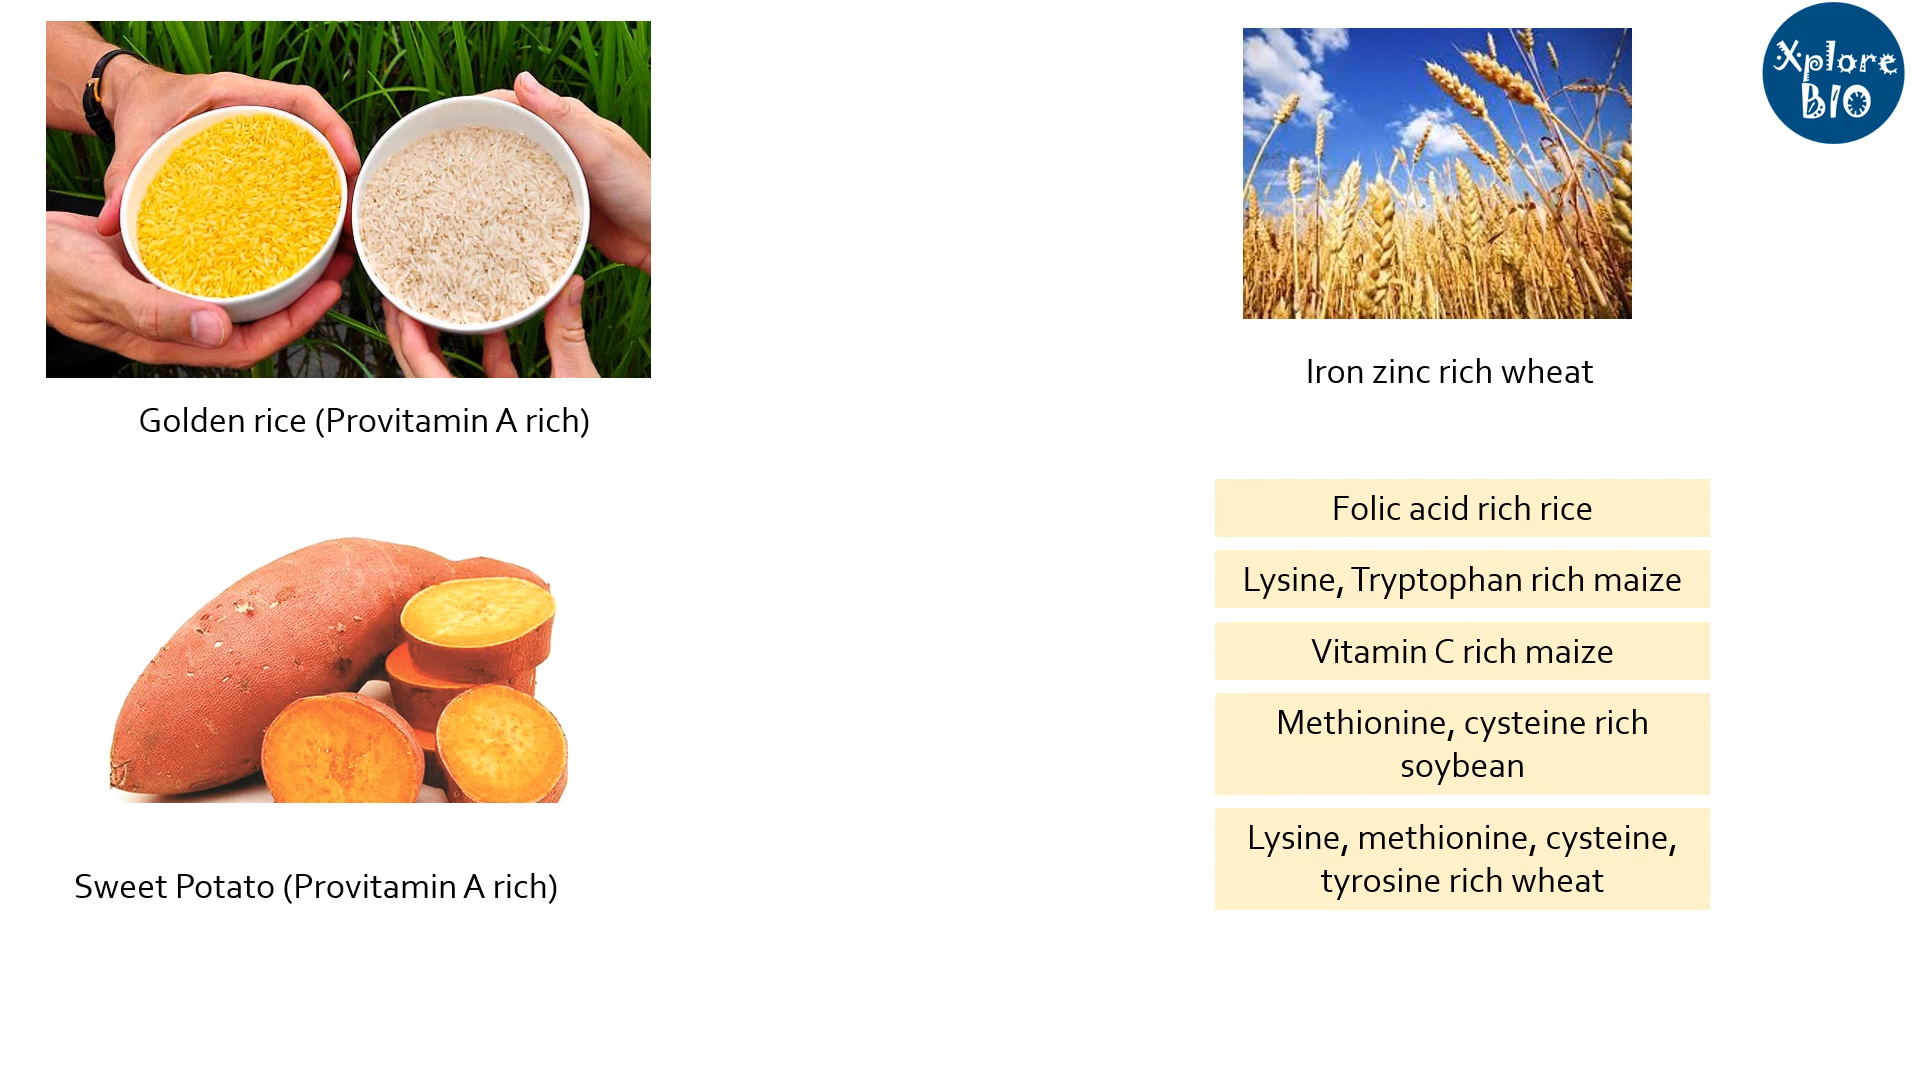 Xplore
BIO
Golden rice (Provitamin A rich)
Iron zinc rich wheat
Sweet Potato (Provitamin A rich)
Folic acid rich rice
Lysine, Tryptophan rich maize
Vitamin C rich maize
Methionine, cysteine rich
soybean
Lysine, methionine, cysteine,
tyrosine rich wheat